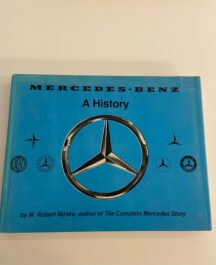 MERCEDES-BENZ
A History
by W. Robert Nitske, author of The Complete Mercedes Story